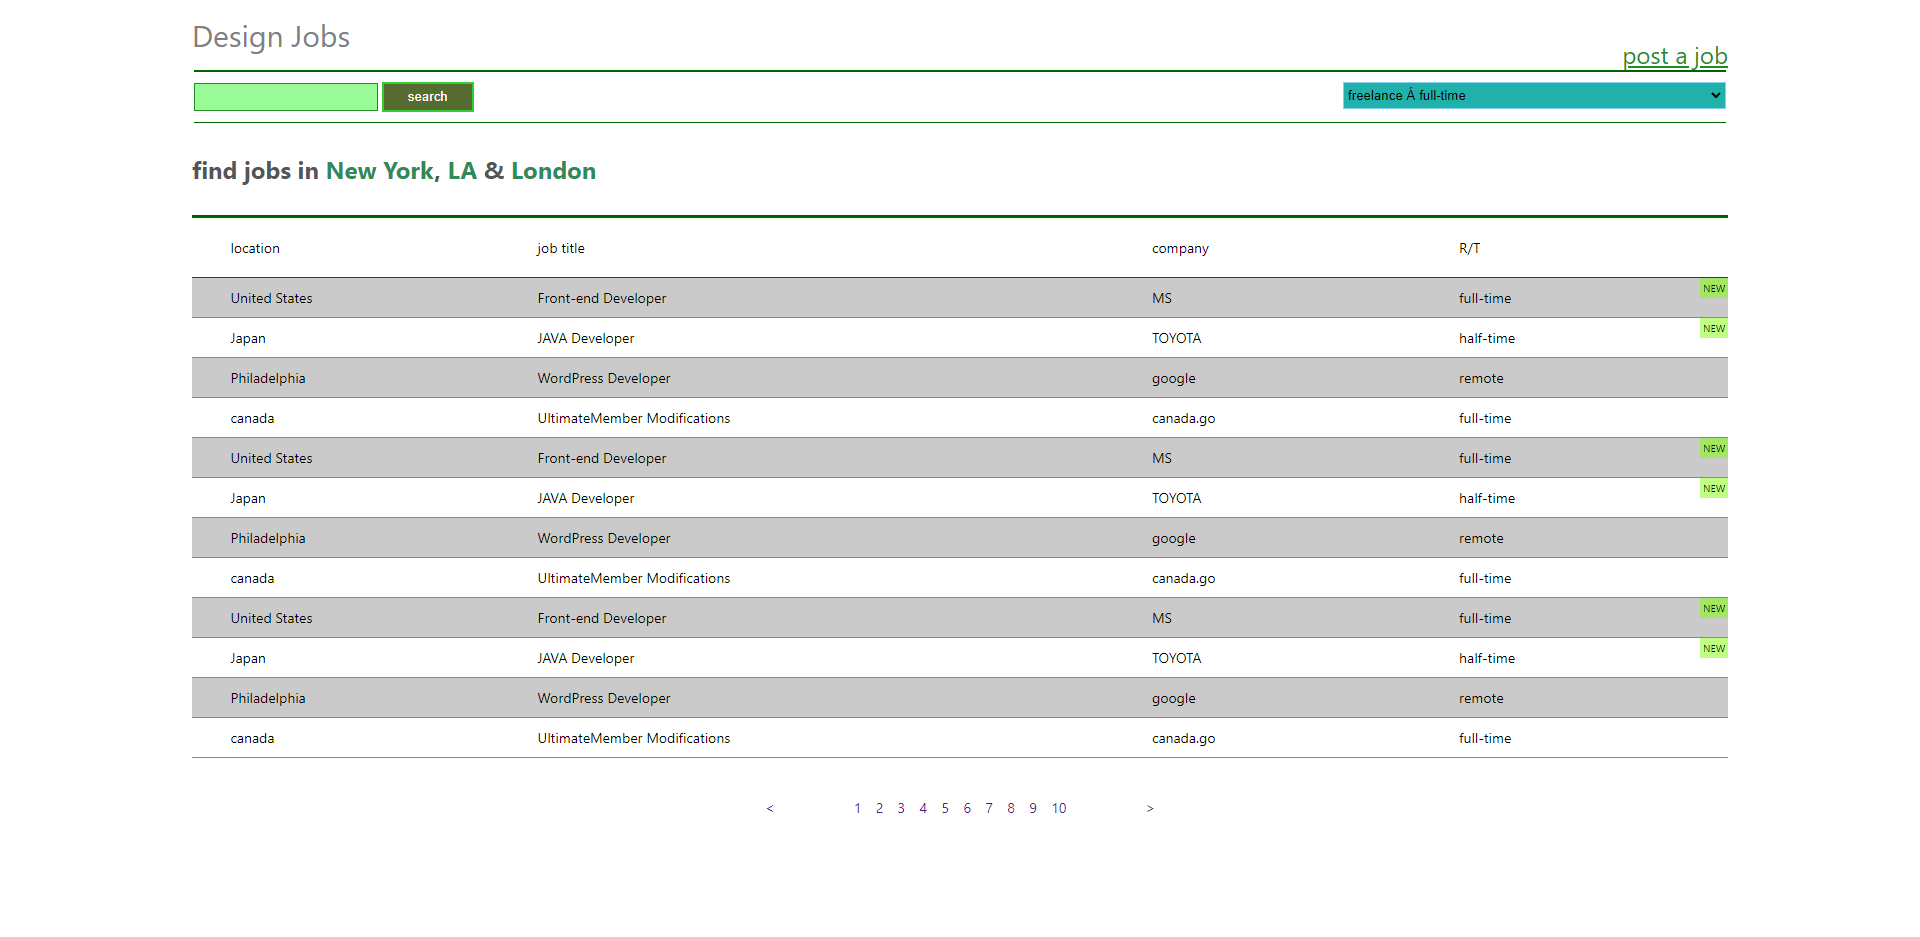 Design Jobs
post a job
search
freelance Á full-time
find jobs in New York, LA & London
location job title company R/T
United States Front-end Developer MS full-time NEW
Japan JAVA Developer TOYOTA half-time NEW
Philadelphia WordPress Developer google remote
canada UltimateMember Modifications canada.go full-time
United States Front-end Developer MS full-time NEW
Japan JAVA Developer TOYOTA half-time NEW
Philadelphia WordPress Developer google remote
canada UltimateMember Modifications canada.go full-time
United States Front-end Developer MS full-time NEW
Japan JAVA Developer TOYOTA half-time NEW
Philadelphia WordPress Developer google remote
canada UltimateMember Modifications canada.go full-time
< 1 2 3 4 5 6 7 8 9 10 >